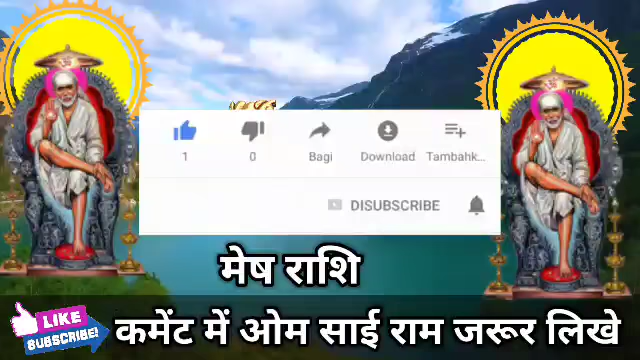 1 0 Bagi Download Tambahk...
DISUBSCRIBE
मेष राशि
LIKE
SUBSCRIBE!
कमेंट में ओम साई राम जरूर लिखे